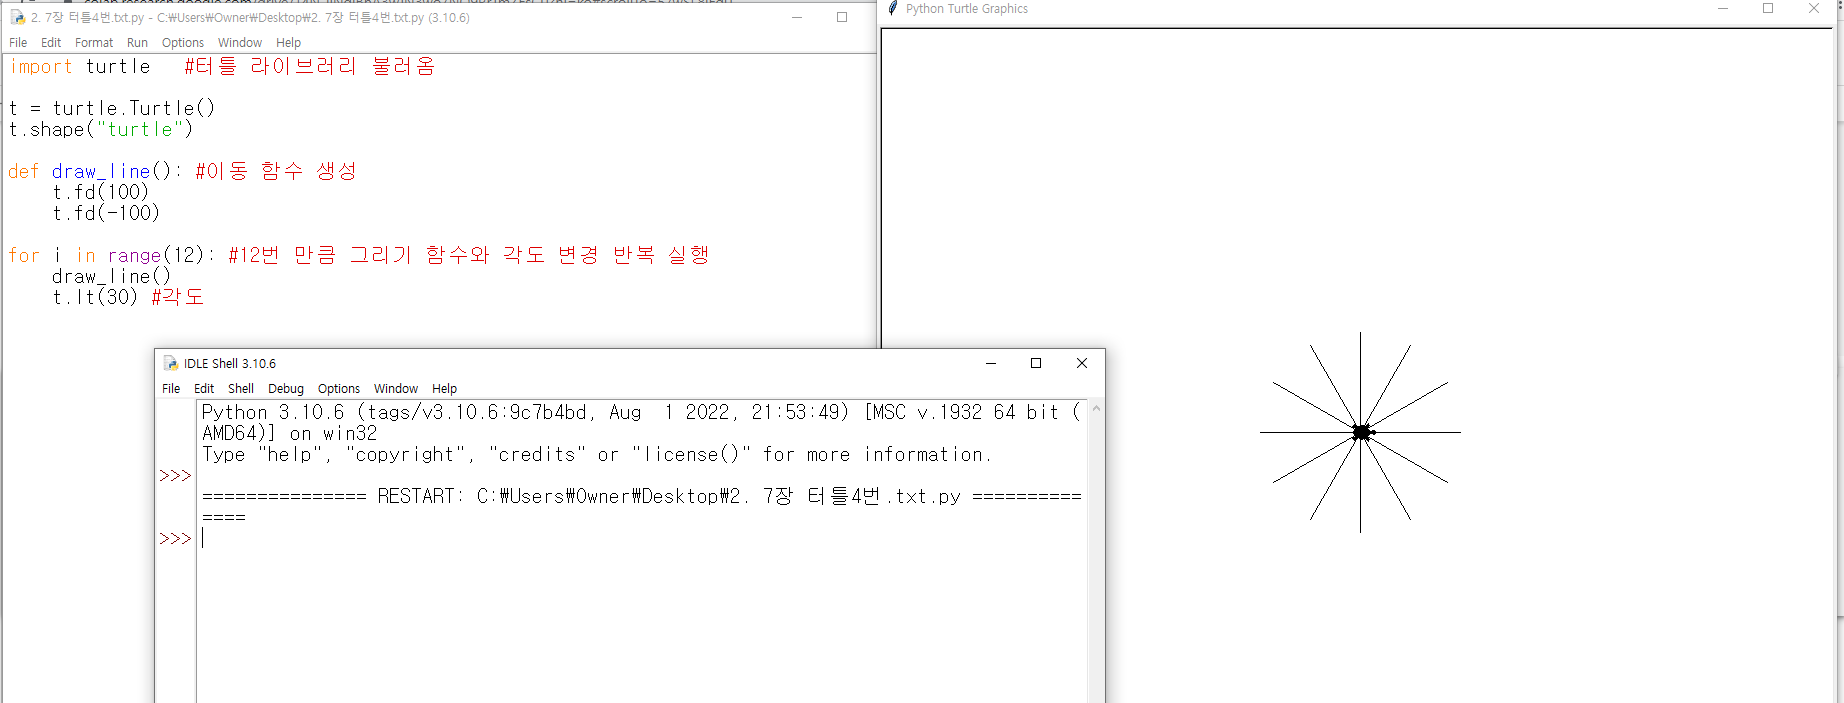 2. 7장 터틀4번.txt.py - C:₩Users₩Owner₩Desktop₩2. 7장 터틀4번.txt.py (3.10.6)
File Edit Format Run Options Window Help
import turtle #터틀 라이브러리 불러옴
t = turtle.Turtle()
t.shape("turtle")
def draw_line(): #이동 함수 생성
t.fd(100)
t.fd(-100)
for i in range(12): #12번 만큼 그리기 함수와 각도 변경 반복 실행
draw_line()
t.lt(30) #각도
Python Turtle Graphics
IDLE Shell 3.10.6
File Edit Shell Debug Options Window Help
Python 3.10.6 (tags/v3.10.6:9c7b4bd, Aug 1 2022, 21:53:49) [MSC v.1932 64 bit (
AMD64)] on win32
Type "help", "copyright", "credits" or "license()" for more information.
>>>
=============== RESTART: C:₩Users₩Owner₩Desktop₩2. 7장 터틀4번.txt.py ==========
====
>>>